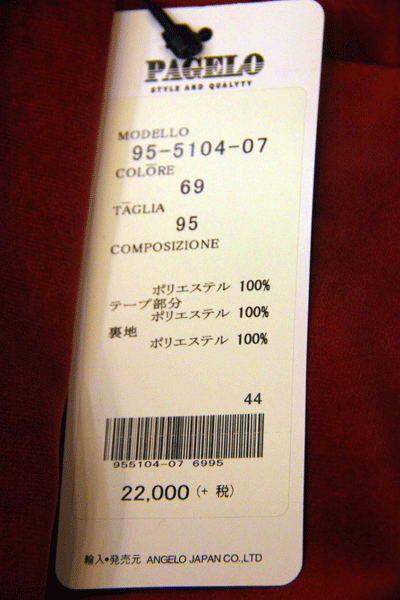 PAGELO
STYLE AND QUALYTY
MODELLO
95-5104-07
COLORE
69
TAGLIA
95
COMPOSIZIONE
ポリエステル 100%
テープ部分
ポリエステル 100%
裏地
ポリエステル 100%
44
955104-07 6995
22,000 (+ 税)
輸入・発売元 ANGELO JAPAN CO.,LTD